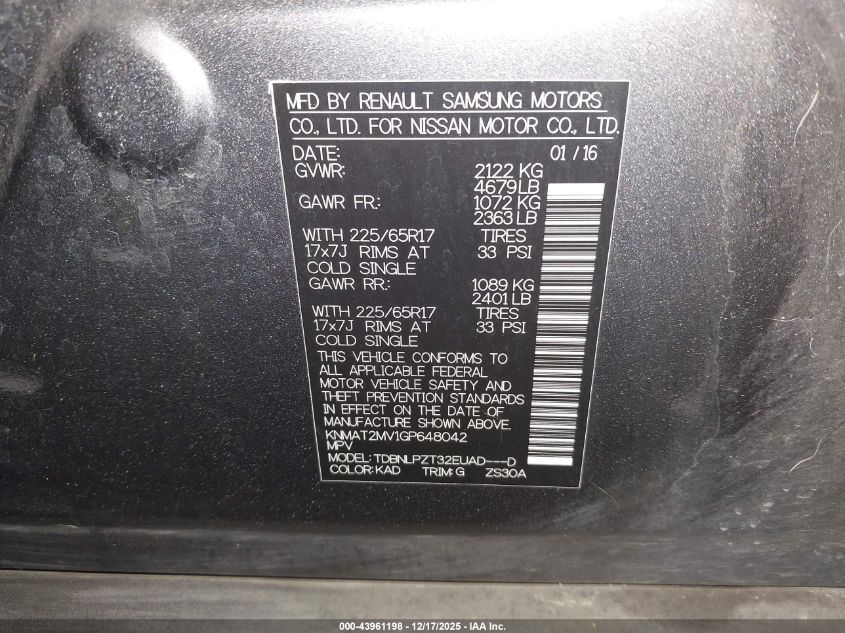 MFD BY RENAULT SAMSUNG MOTORS
CO., LTD. FOR NISSAN MOTOR CO., LTD.
DATE: 01 / 16
GVWR: 2122 KG
4679 LB
GAWR FR.: 1072 KG
2363 LB
WITH 225/65R17 TIRES
17x7J RIMS AT 33 PSI
COLD SINGLE
GAWR RR.: 1089 KG
2401 LB
WITH 225/65R17 TIRES
17x7J RIMS AT 33 PSI
COLD SINGLE
THIS VEHICLE CONFORMS TO
ALL APPLICABLE FEDERAL
MOTOR VEHICLE SAFETY AND
THEFT PREVENTION STANDARDS
IN EFFECT ON THE DATE OF
MANUFACTURE SHOWN ABOVE.
KNMAT2MV1GP648042
MPV
MODEL: TDBNLPZT32EUAD---D
COLOR: KAD TRIM: G ZS30A
000-43961198 - 12/17/2025 - IAA Inc.